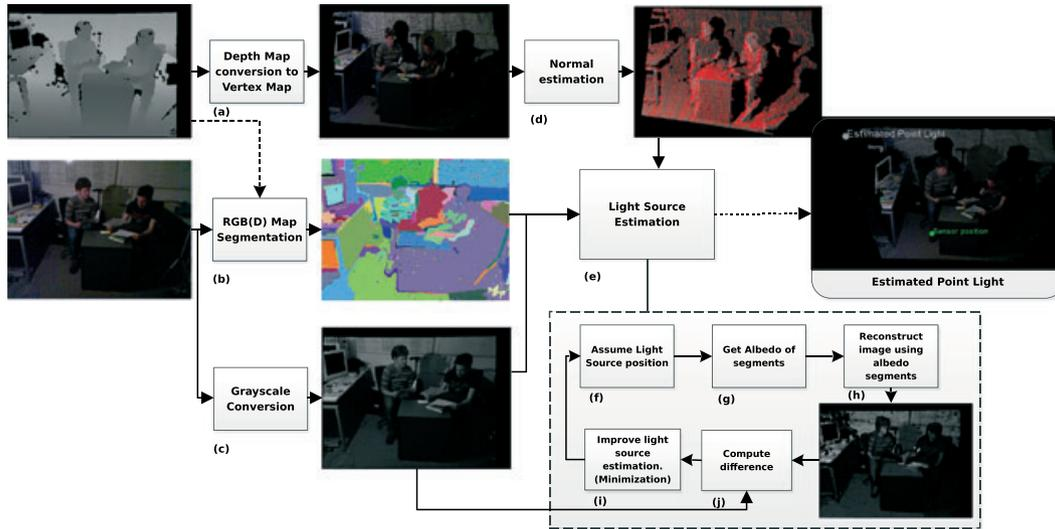 Depth Map
conversion to
Vertex Map
(a)
Normal
estimation
(d)
Estimated Point Light
Sensor position
Estimated Point Light
RGB(D) Map
Segmentation
(b)
Light Source
Estimation
(e)
Grayscale
Conversion
(c)
Assume Light
Source position
(f)
Get Albedo of
segments
(g)
Reconstruct
image using
albedo
segments
(h)
Improve light
source
estimation.
(Minimization)
(i)
Compute
difference
(j)